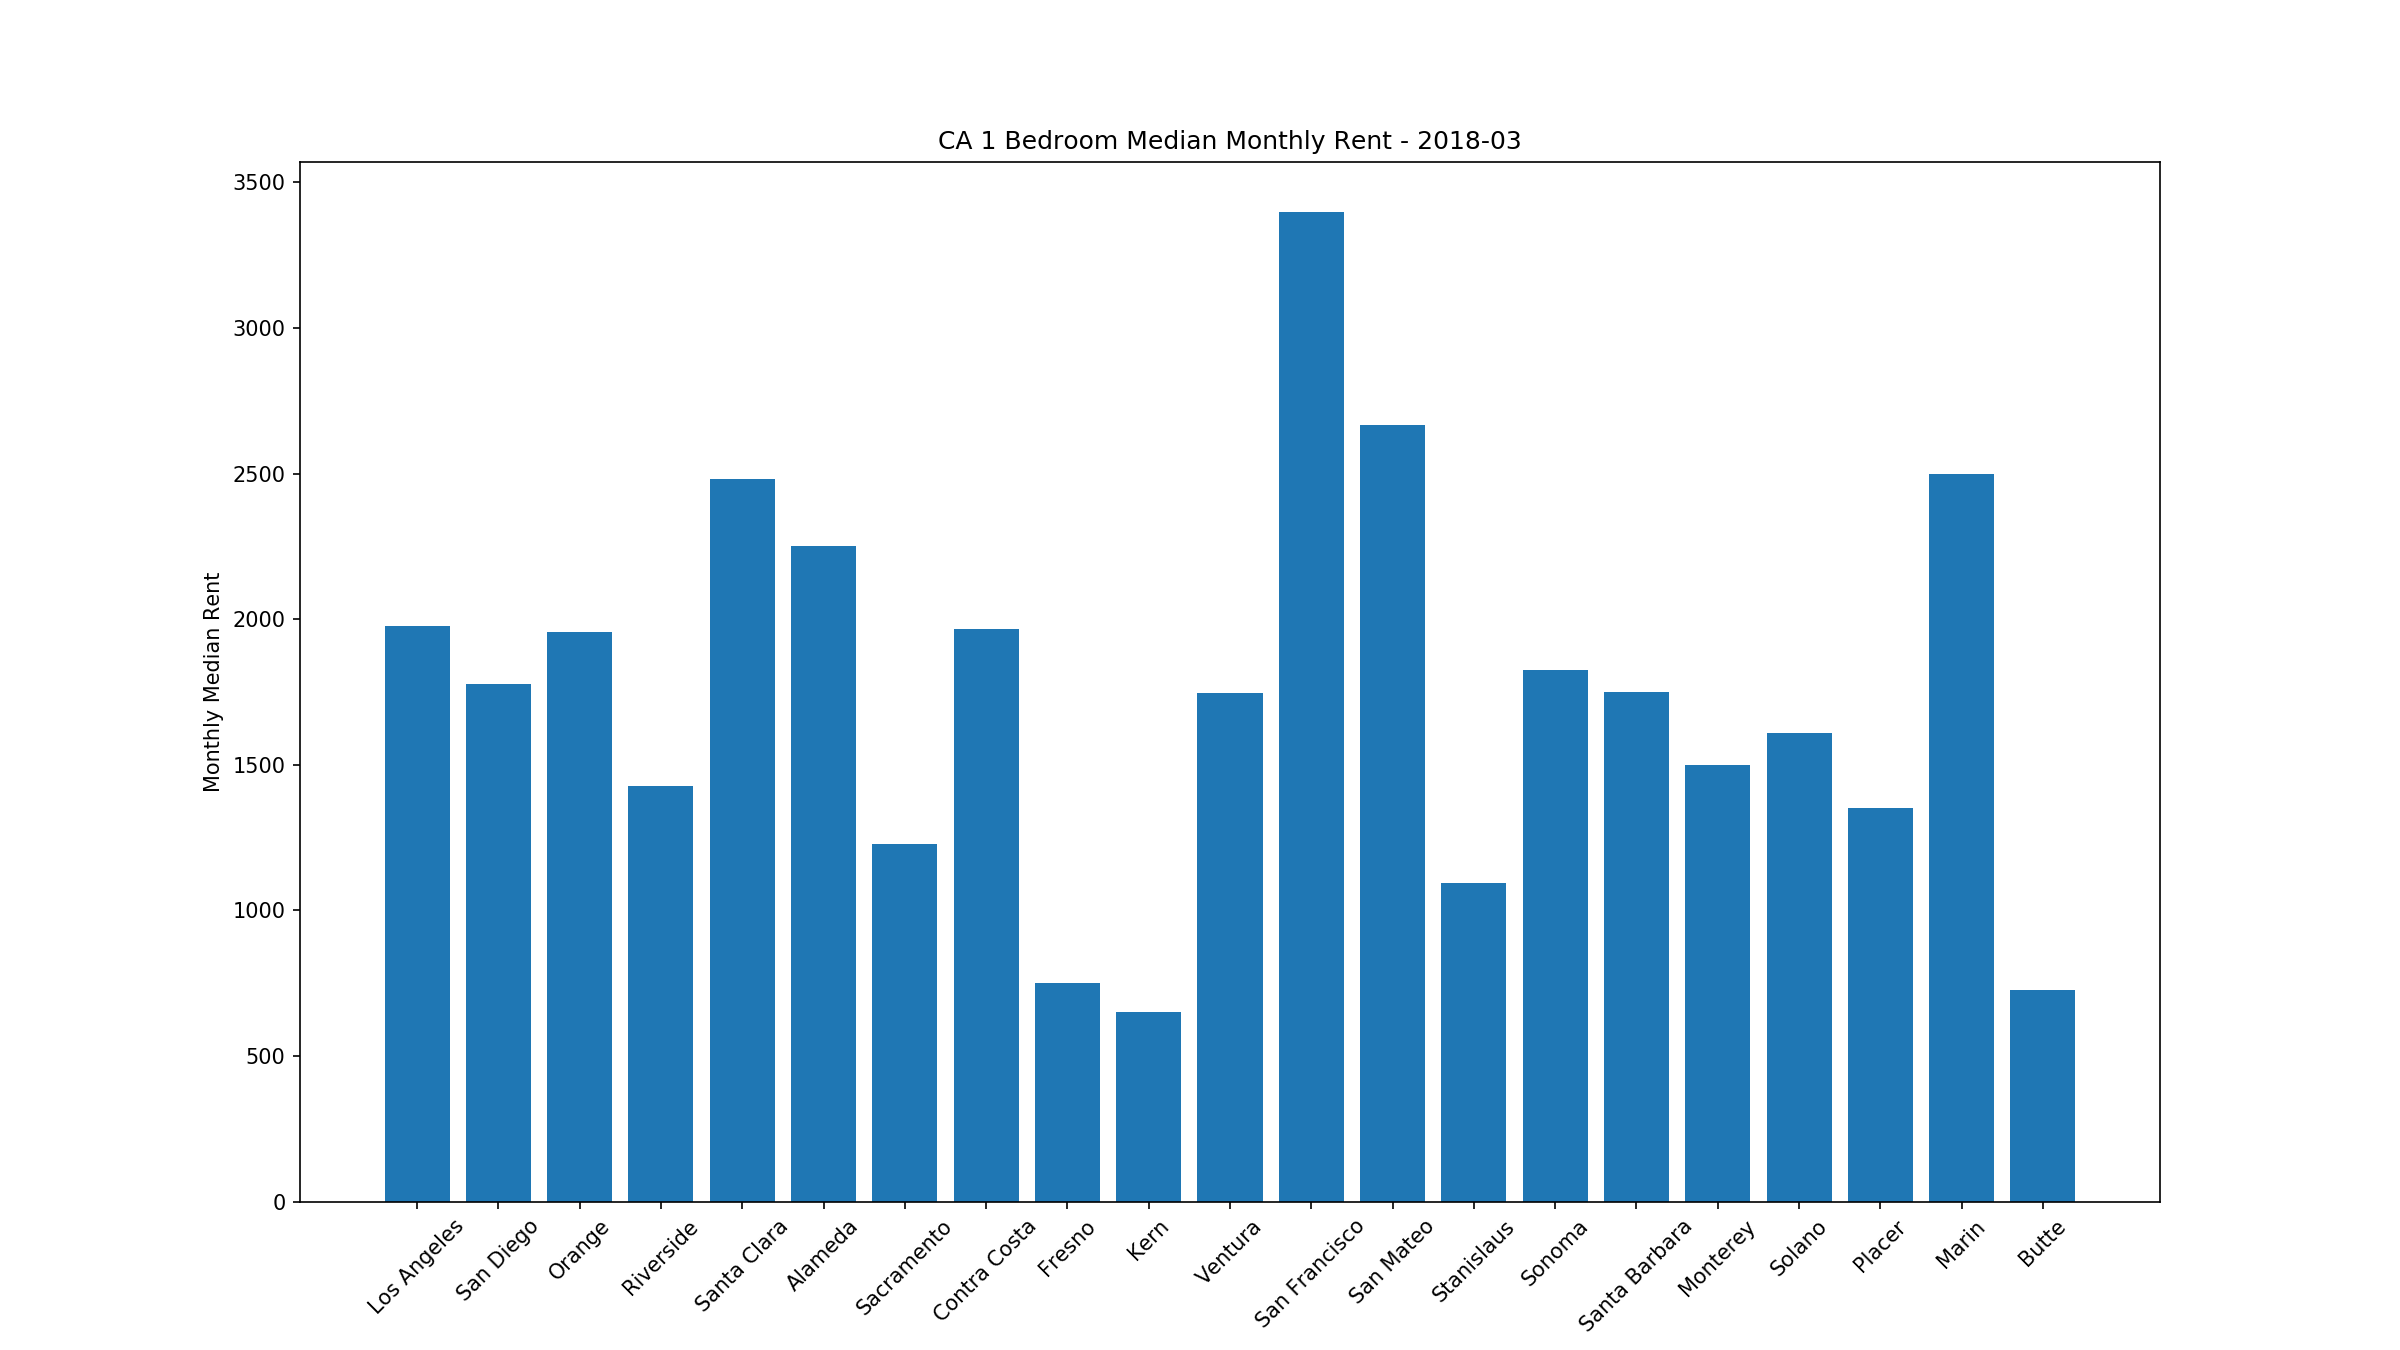 CA 1 Bedroom Median Monthly Rent - 2018-03
Monthly Median Rent
3500
3000
2500
2000
1500
1000
500
0
Los Angeles
San Diego
Orange
Riverside
Santa Clara
Alameda
Sacramento
Contra Costa
Fresno
Kern
Ventura
San Francisco
San Mateo
Stanislaus
Sonoma
Santa Barbara
Monterey
Solano
Placer
Marin
Butte